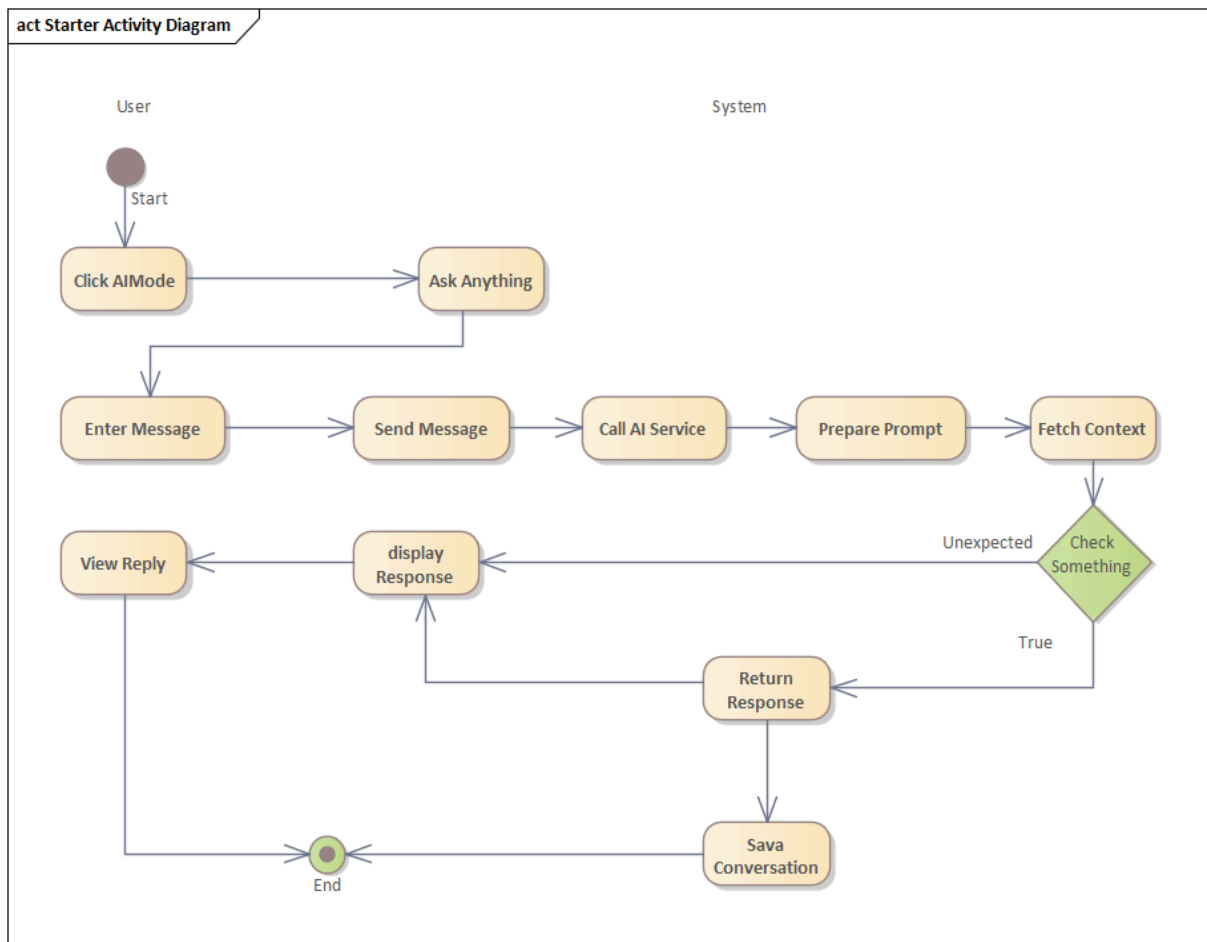 act Starter Activity Diagram
User
System
Start
Click AIMode
Ask Anything
Enter Message
Send Message
Call AI Service
Prepare Prompt
Fetch Context
Unexpected
Check
Something
View Reply
display
Response
True
Return
Response
Sava
Conversation
End